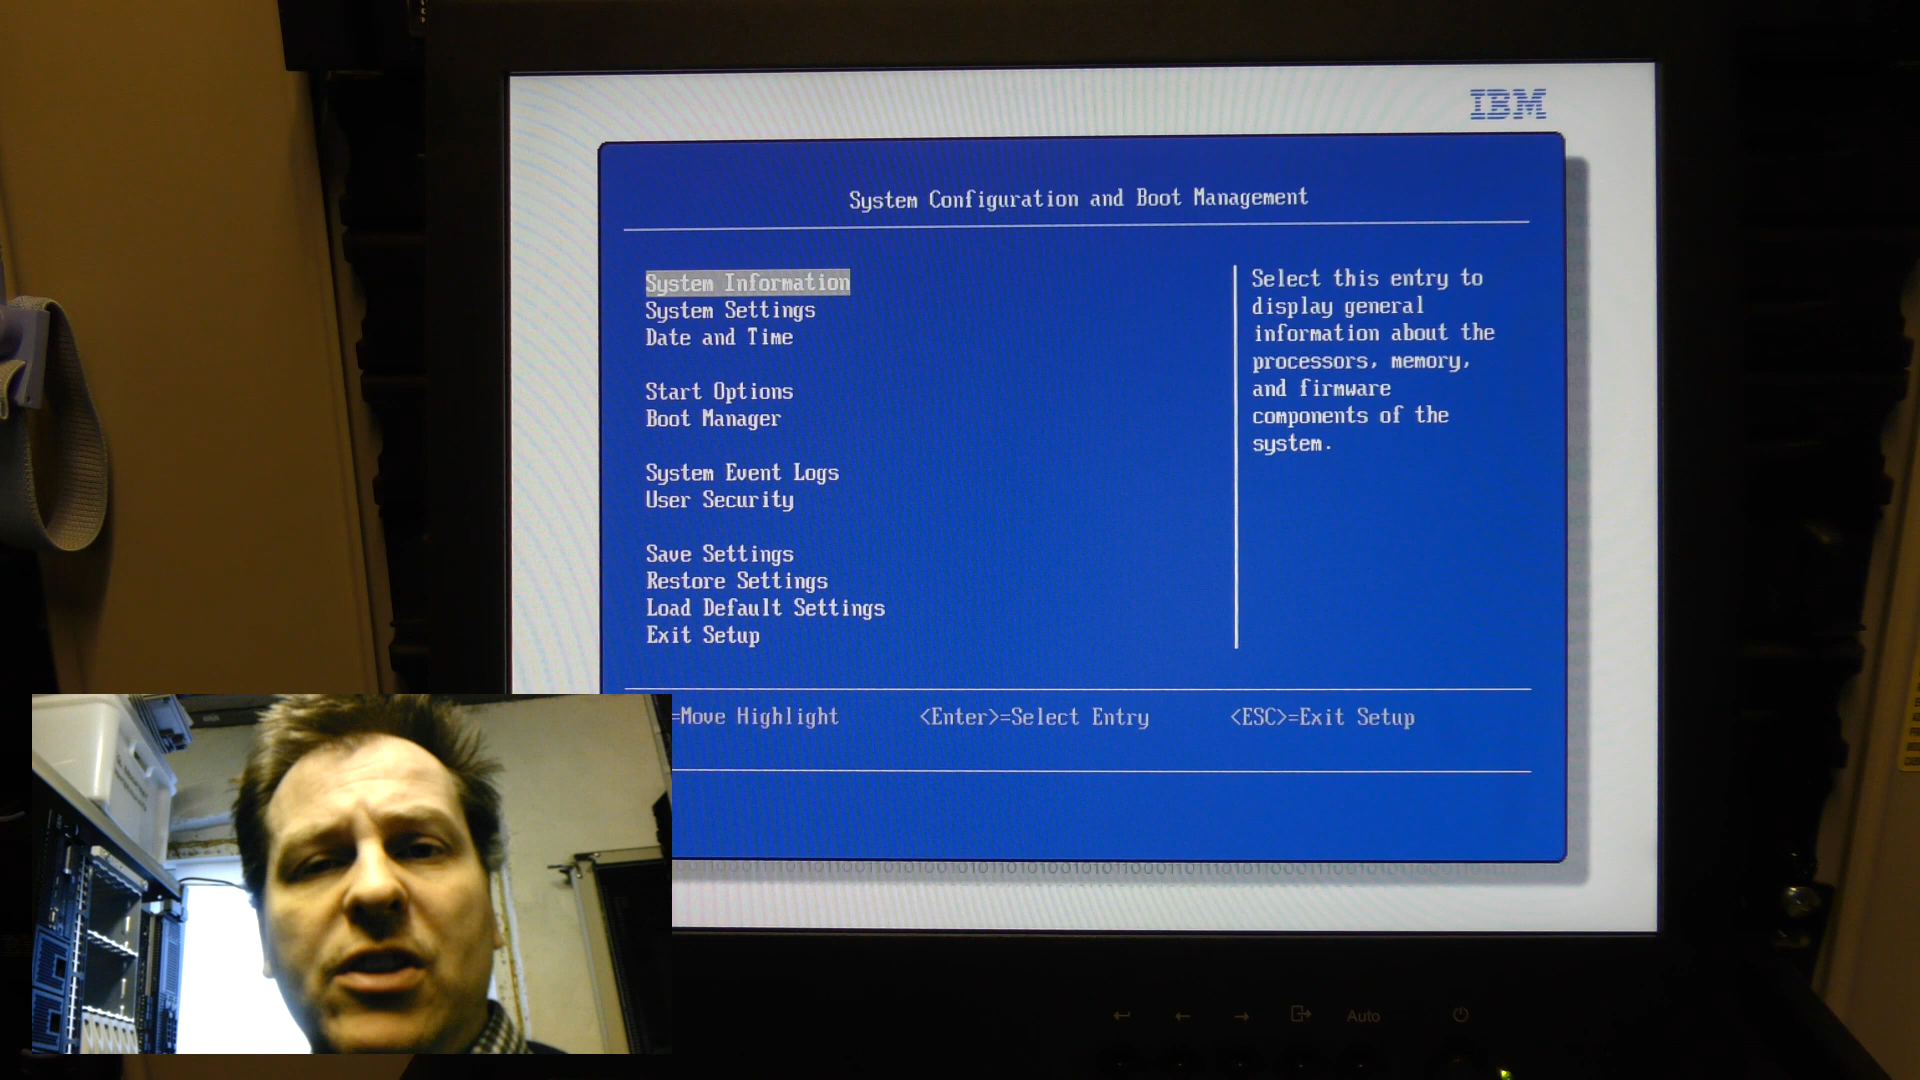 IBM
System Configuration and Boot Management
System Information
System Settings
Date and Time
Start Options
Boot Manager
System Event Logs
User Security
Save Settings
Restore Settings
Load Default Settings
Exit Setup
Select this entry to
display general
information about the
processors, memory,
and firmware
components of the
system.
=Move Highlight <Enter>=Select Entry <ESC>=Exit Setup
Auto